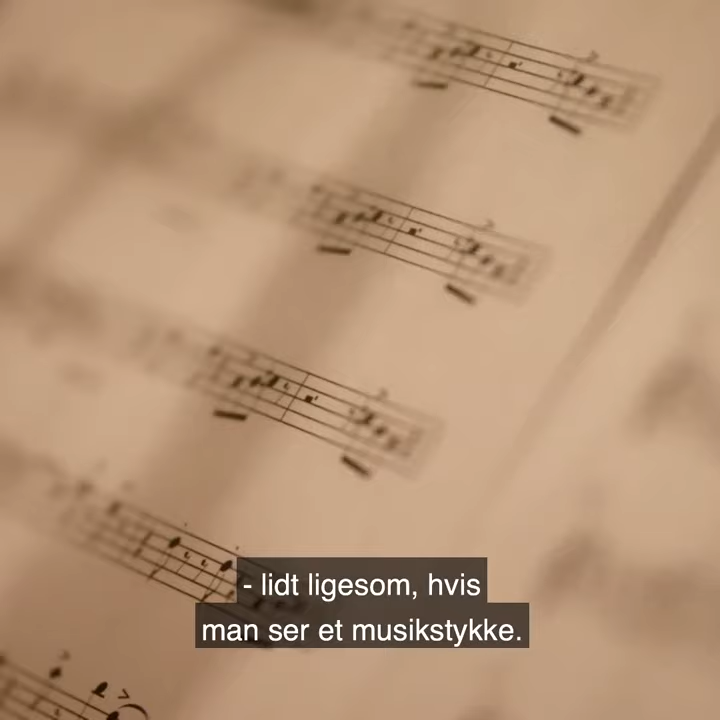 - lidt ligesom, hvis
man ser et musikstykke.